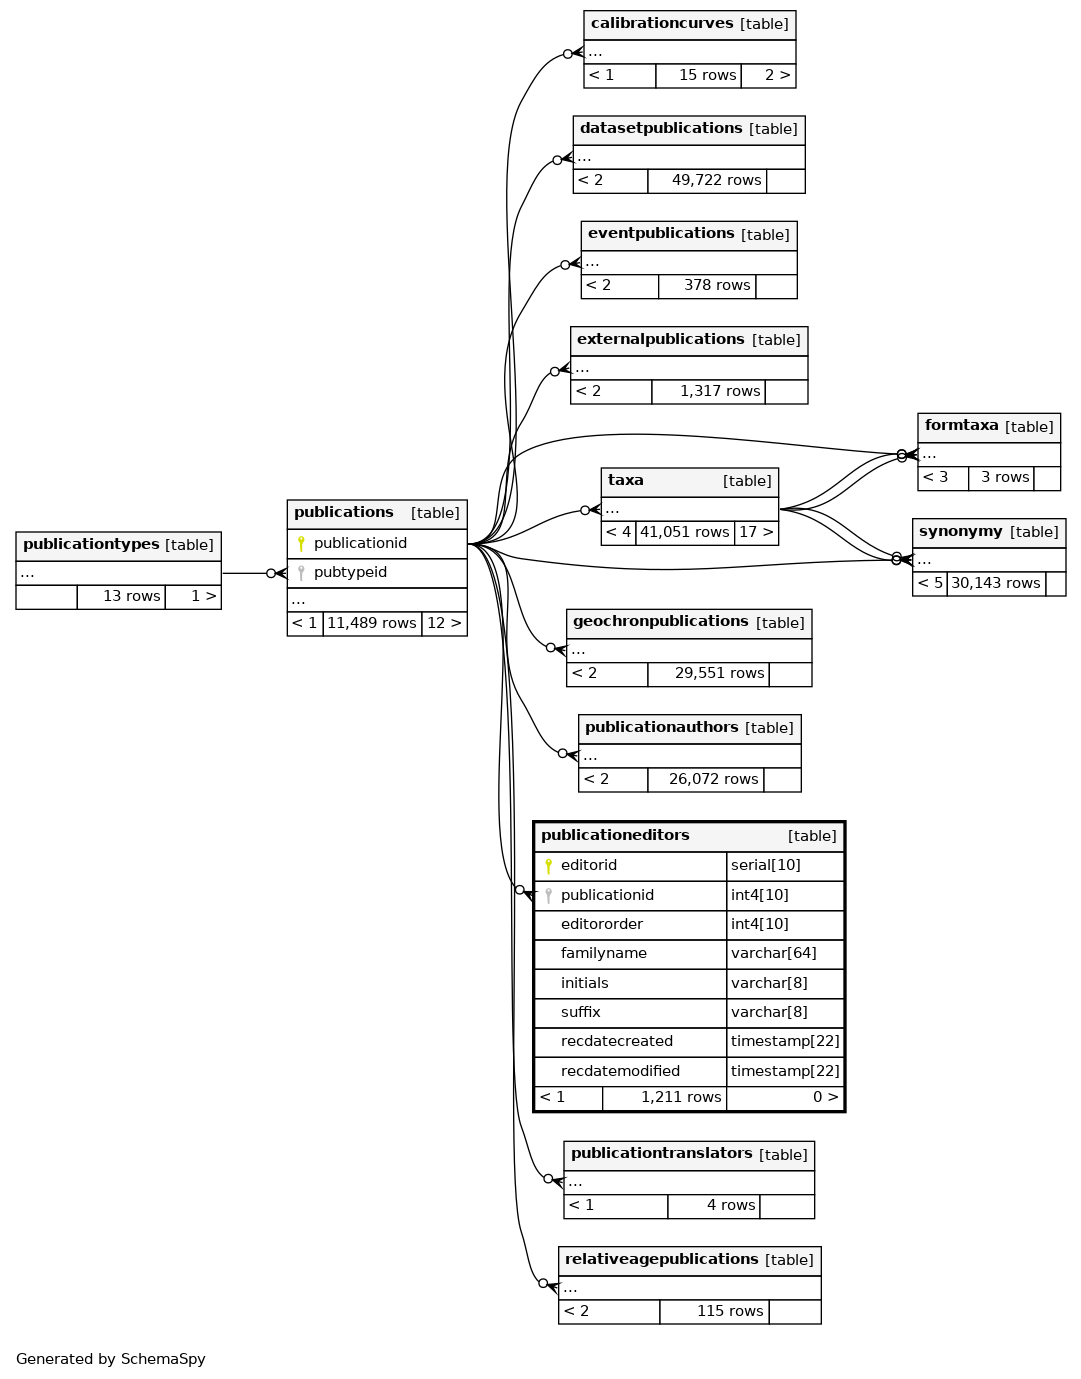 calibrationcurves [table]
...
< 1 15 rows 2 >
datasetpublications [table]
...
< 2 49,722 rows
eventpublications [table]
...
< 2 378 rows
externalpublications [table]
...
< 2 1,317 rows
formtaxa [table]
...
< 3 3 rows
taxa [table]
...
< 4 41,051 rows 17 >
synonymy [table]
...
< 5 30,143 rows
publications [table]
publicationid
pubtypeid
...
< 1 11,489 rows 12 >
publicationtypes [table]
...
13 rows 1 >
geochronpublications [table]
...
< 2 29,551 rows
publicationauthors [table]
...
< 2 26,072 rows
publicationeditors [table]
editorid serial[10]
publicationid int4[10]
editororder int4[10]
familyname varchar[64]
initials varchar[8]
suffix varchar[8]
recdatecreated timestamp[22]
recdatemodified timestamp[22]
< 1 1,211 rows 0 >
publicationtranslators [table]
...
< 1 4 rows
relativeagepublications [table]
...
< 2 115 rows
Generated by SchemaSpy